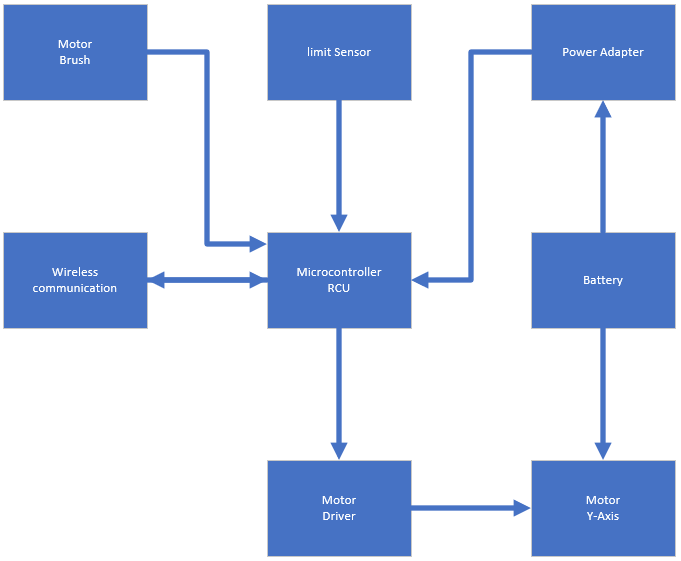 Motor
Brush
limit Sensor
Power Adapter
Wireless
communication
Microcontroller
RCU
Battery
Motor
Driver
Motor
Y-Axis